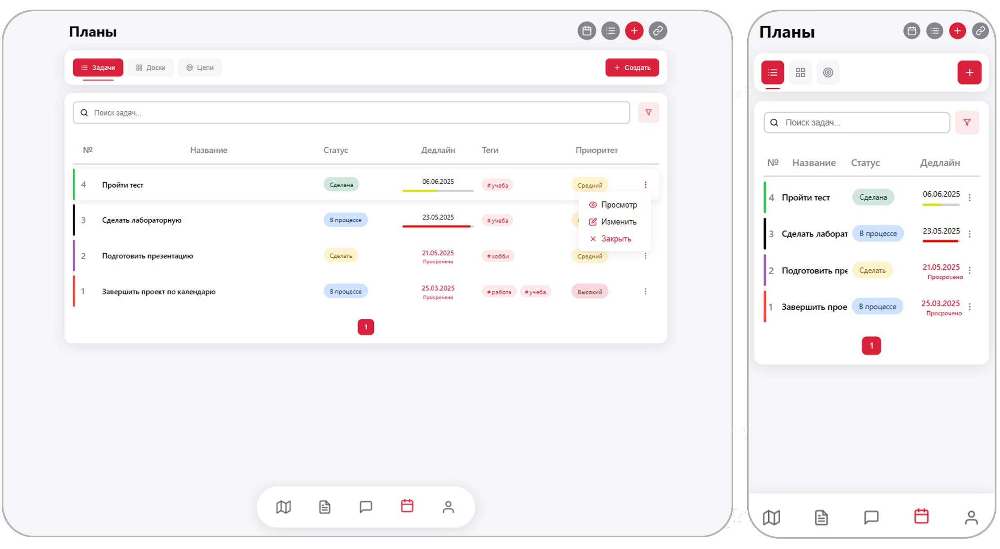 Планы
Задачи Доски Цели + Создать
Поиск задач...
№ Название Статус Дедлайн Теги Приоритет
4 Пройти тест Сделана 06.06.2025 #учеба Средний
Просмотр
Изменить
Закрыть
3 Сделать лабораторную В процессе 23.05.2025 #учеба
2 Подготовить презентацию Сделать 21.05.2025 #хобби Средний
Просрочено
1 Завершить проект по календарю В процессе 25.03.2025 #работа #учеба Высокий
Просрочено
1
Планы
Поиск задач...
№ Название Статус Дедлайн
4 Пройти тест Сделана 06.06.2025
3 Сделать лаборат В процессе 23.05.2025
2 Подготовить пре Сделать 21.05.2025
Просрочено
1 Завершить прое В процессе 25.03.2025
Просрочено
1